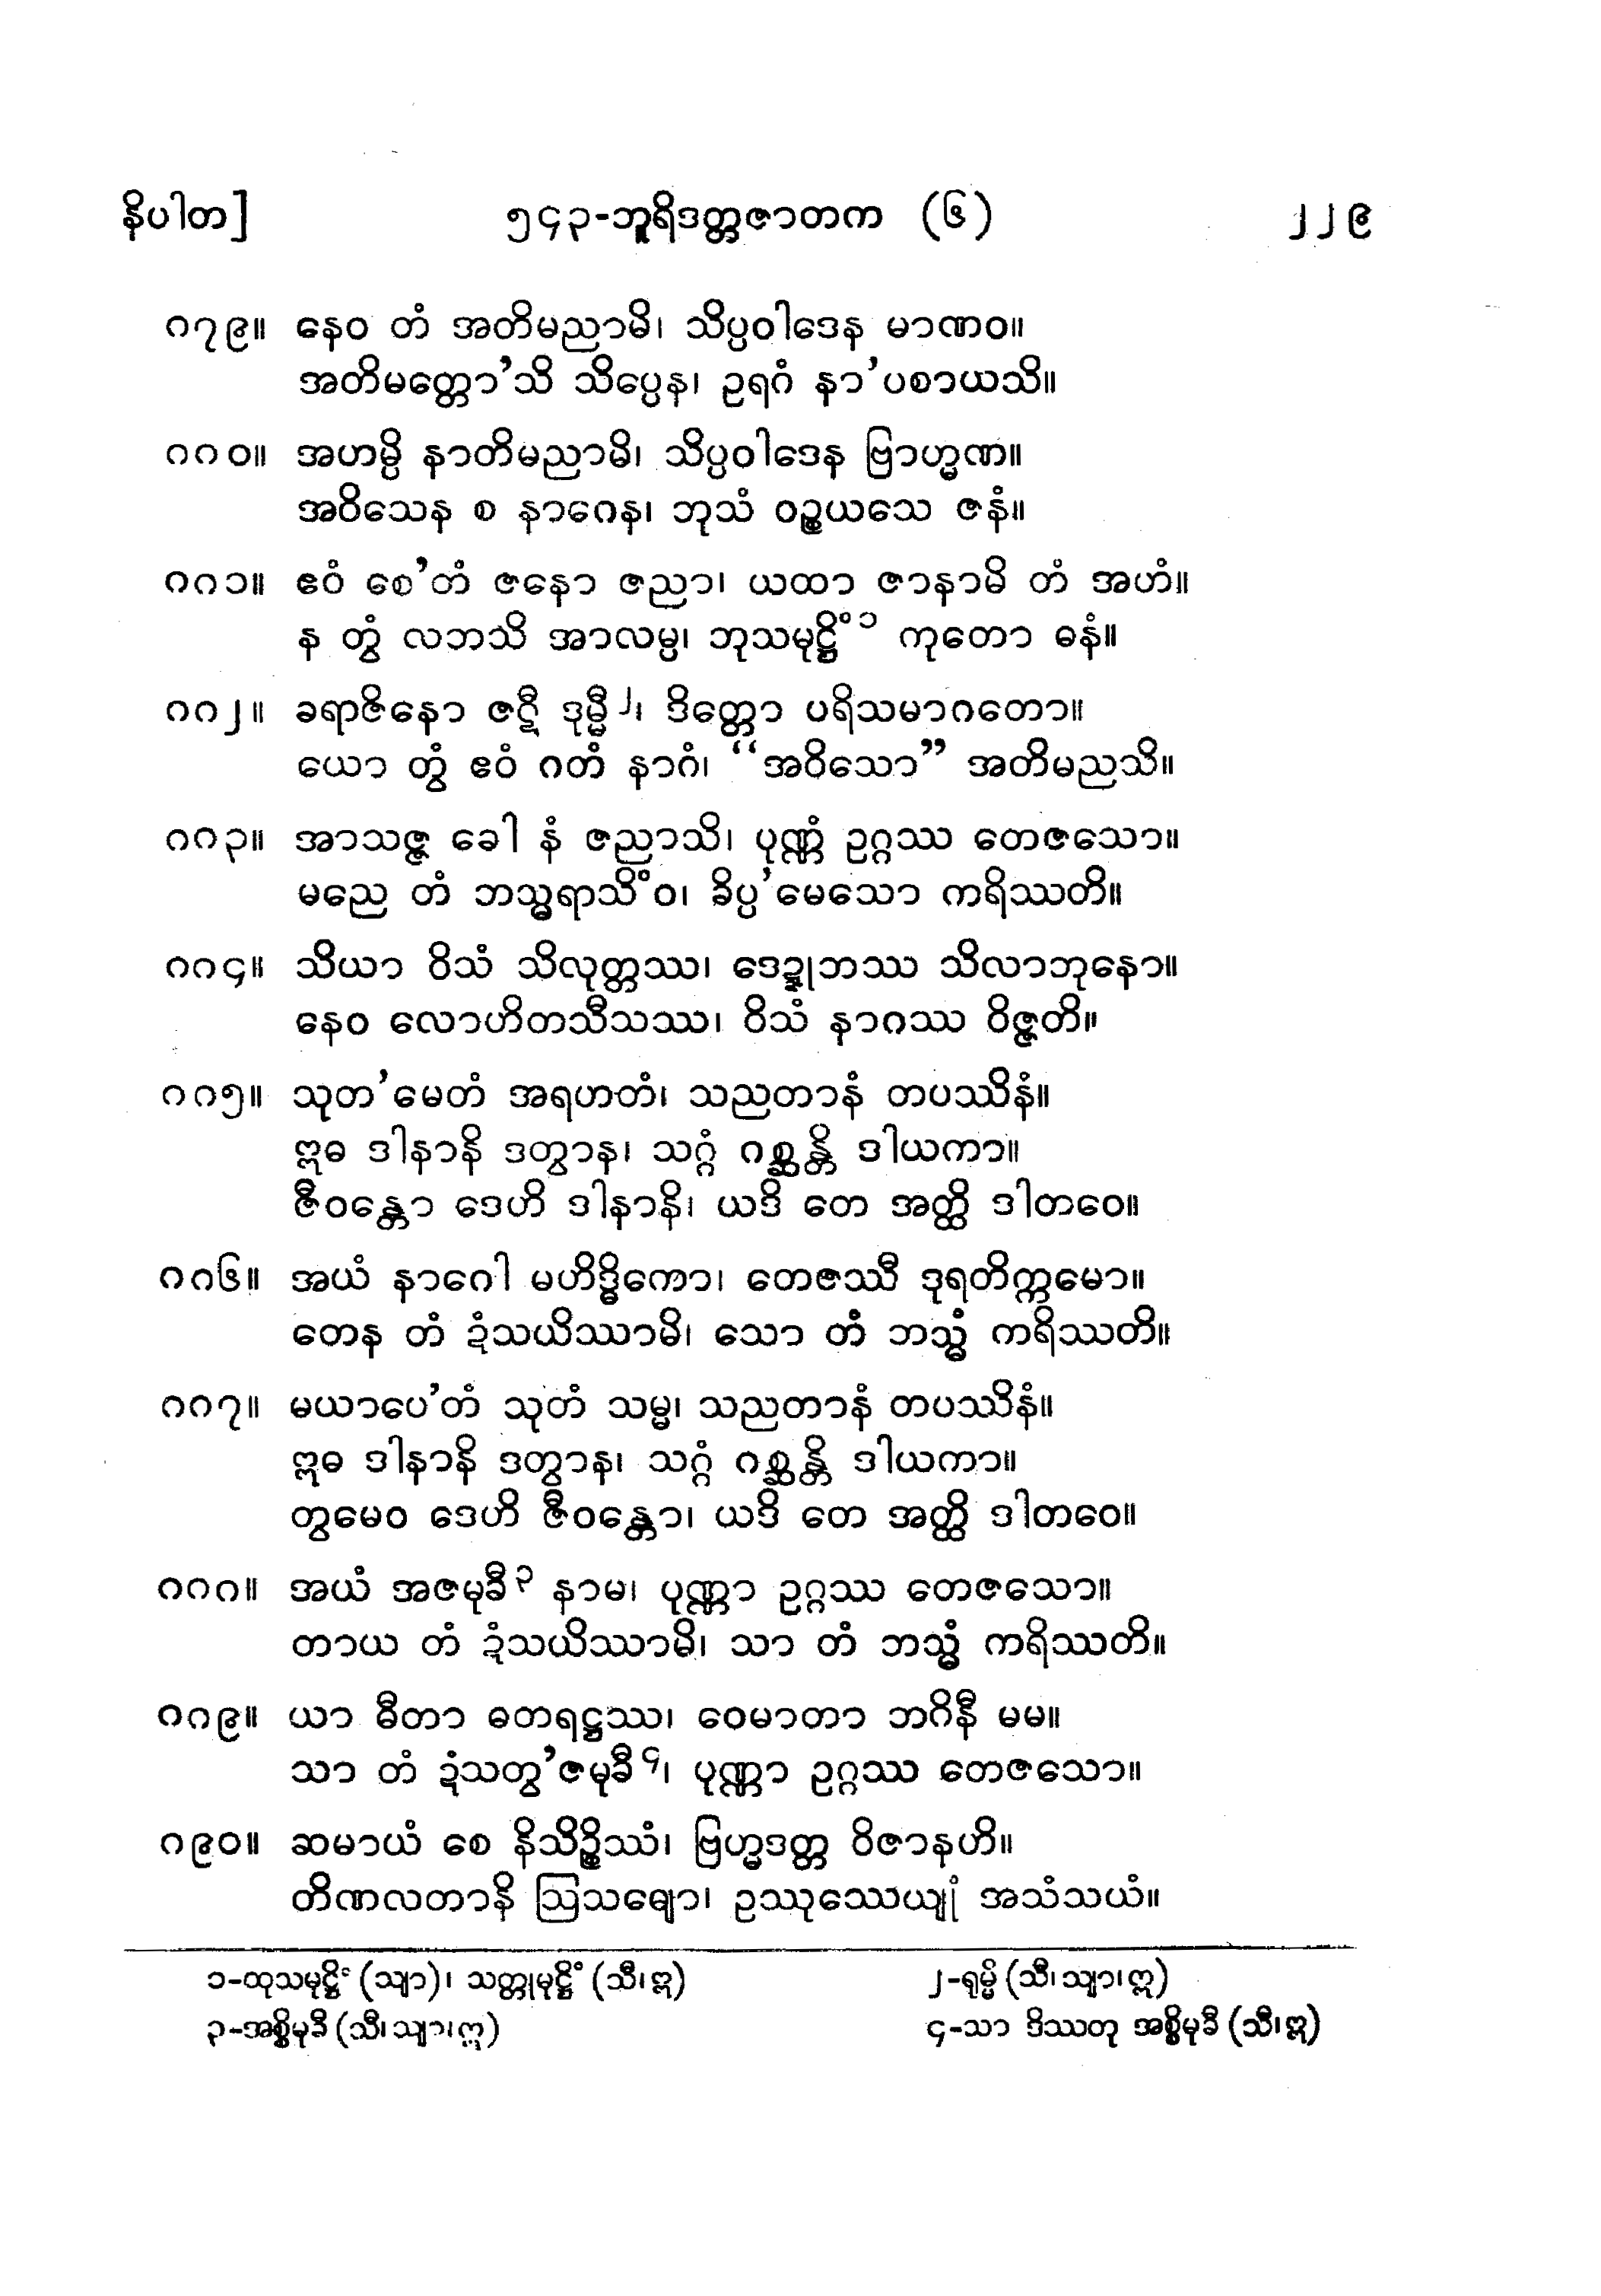 နိပါတ] ၅၄၃-ဘူရိဒတ္တဇာတက (၆) ၂၂၉
၈၇၉။ နေဝ တံ အတိမညာမိ၊ သိပ္ပဝါဒေန မာဏဝ။
အတိမတ္တော’သိ သိပ္ပေန၊ ဥရဂံ နာ’ပစာယသိ။
၈၈၀။ အဟမ္ပိ နာတိမညာမိ၊ သိပ္ပဝါဒေန ဗြာဟ္မဏ။
အဝိသေန စ နာဂေန၊ ဘုသံ ဝဉ္စယသေ ဇနံ။
၈၈၁။ ဧဝံ စေ’တံ ဇနော ဇညာ၊ ယထာ ဇာနာမိ တံ အဟံ။
န တွံ လဘသိ အာလမ္ပ၊ ဘုသမုဋ္ဌိံ ၁ ကုတော ဓနံ။
၈၈၂။ ခရာဇိနော ဇဋီ ဒုမ္မီ ၂၊ ဒိတ္တော ပရိသမာဂတော။
ယော တွံ ဧဝံ ဂတံ နာဂံ၊ “အဝိသော” အတိမညသိ။
၈၈၃။ အာသဇ္ဇ ခေါ နံ ဇညာသိ၊ ပုဏ္ဏံ ဥဂ္ဂဿ တေဇသော။
မညေ တံ ဘသ္မရာသိံဝ၊ ခိပ္ပ’မေသော ကရိဿတိ။
၈၈၄။ သိယာ ဝိသံ သိလုတ္တဿ၊ ဒေဍ္ဍုဘဿ သိလာဘုနော။
နေဝ လောဟိတသီသဿ၊ ဝိသံ နာဂဿ ဝိဇ္ဇတိ။
၈၈၅။ သုတ’မေတံ အရဟတံ၊ သညတာနံ တပဿိနံ။
ဣဓ ဒါနာနိ ဒတွာန၊ သဂ္ဂံ ဂစ္ဆန္တိ ဒါယကာ။
ဇီဝန္တော ဒေဟိ ဒါနာနိ၊ ယဒိ တေ အတ္ထိ ဒါတဝေ။
၈၈၆။ အယံ နာဂေါ မဟိဒ္ဓိကော၊ တေဇဿီ ဒုရတိက္ကမော။
တေန တံ ဍံသယိဿာမိ၊ သော တံ ဘသ္မံ ကရိဿတိ။
၈၈၇။ မယာပေ’တံ သုတံ သမ္မ၊ သညတာနံ တပဿိနံ။
ဣဓ ဒါနာနိ ဒတွာန၊ သဂ္ဂံ ဂစ္ဆန္တိ ဒါယကာ။
တွမေဝ ဒေဟိ ဇီဝန္တော၊ ယဒိ တေ အတ္ထိ ဒါတဝေ။
၈၈၈။ အယံ အဇမုခီ ၃ နာမ၊ ပုဏ္ဏာ ဥဂ္ဂဿ တေဇသော။
တာယ တံ ဍံသယိဿာမိ၊ သာ တံ ဘသ္မံ ကရိဿတိ။
၈၈၉။ ယာ ဓီတာ ဓတရဋ္ဌဿ၊ ဝေမာတာ ဘဂိနီ မမ။
သာ တံ ဍံသတွ’ဇမုခီ ၄၊ ပုဏ္ဏာ ဥဂ္ဂဿ တေဇသော။
၈၉၀။ ဆမာယံ စေ နိသိဉ္စိဿံ၊ ဗြဟ္မဒတ္တ ဝိဇာနဟိ။
တိဏလတာနိ ဩသဓျော၊ ဥဿုဿေယျုံ အသံသယံ။
၁-ထုသမုဋ္ဌိံ (သျာ)၊ သတ္တုမုဋ္ဌိံ (သီ၊ဣ) ၂-ရုမ္မီ (သီ၊သျာ၊ဣ)
၃-အစ္စိမုခီ (သီ၊သျာ၊ဣ) ၄-သာ ဒိဿတု အစ္စိမုခီ (သီ၊ဣ)